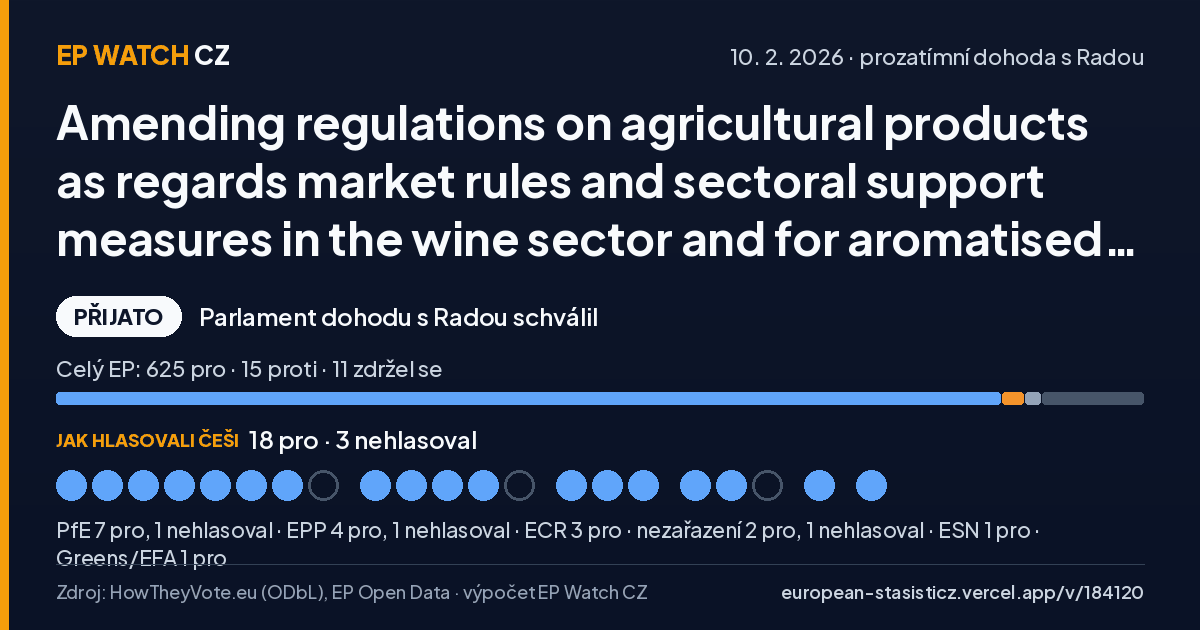 EP WATCH CZ
10. 2. 2026 · prozatímní dohoda s Radou
Amending regulations on agricultural products
as regards market rules and sectoral support
measures in the wine sector and for aromatised…
PŘIJATO Parlament dohodu s Radou schválil
Celý EP: 625 pro · 15 proti · 11 zdržel se
JAK HLASOVALI ČEŠI 18 pro · 3 nehlasoval
PfE 7 pro, 1 nehlasoval · EPP 4 pro, 1 nehlasoval · ECR 3 pro · nezařazení 2 pro, 1 nehlasoval · ESN 1 pro ·
Greens/EFA 1 pro
Zdroj: HowTheyVote.eu (ODbL), EP Open Data · výpočet EP Watch CZ
european-stasisticz.vercel.app/v/184120